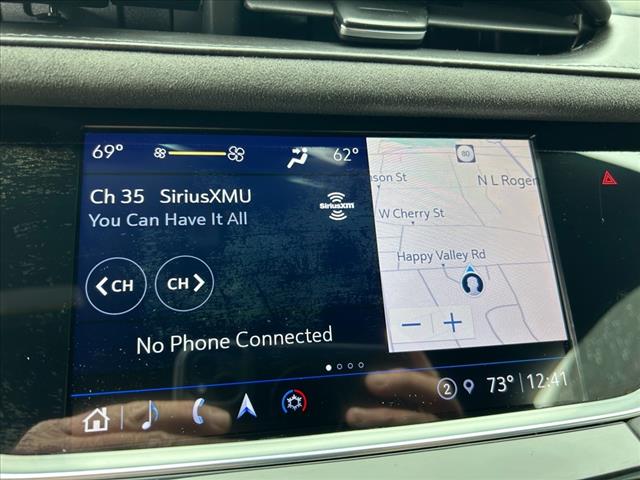 69° 62°
Ch 35 SiriusXMU
You Can Have It All
SiriusXM
<CH CH>
No Phone Connected
80
son St
N L Roger
W Cherry St
Happy Valley Rd
− +
2 73° 12:41